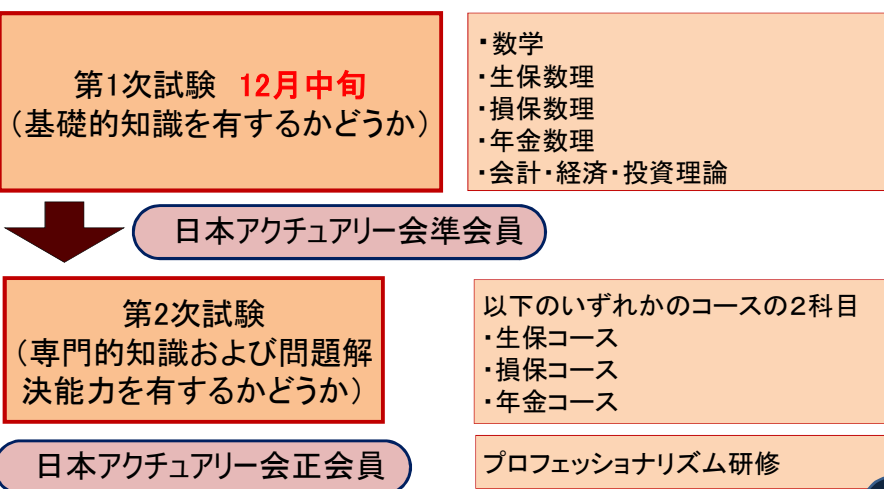 第1次試験 12月中旬
(基礎的知識を有するかどうか)
・数学
・生保数理
・損保数理
・年金数理
・会計・経済・投資理論
日本アクチュアリー会準会員
第2次試験
(専門的知識および問題解
決能力を有するかどうか)
以下のいずれかのコースの2科目
・生保コース
・損保コース
・年金コース
日本アクチュアリー会正会員
プロフェッショナリズム研修